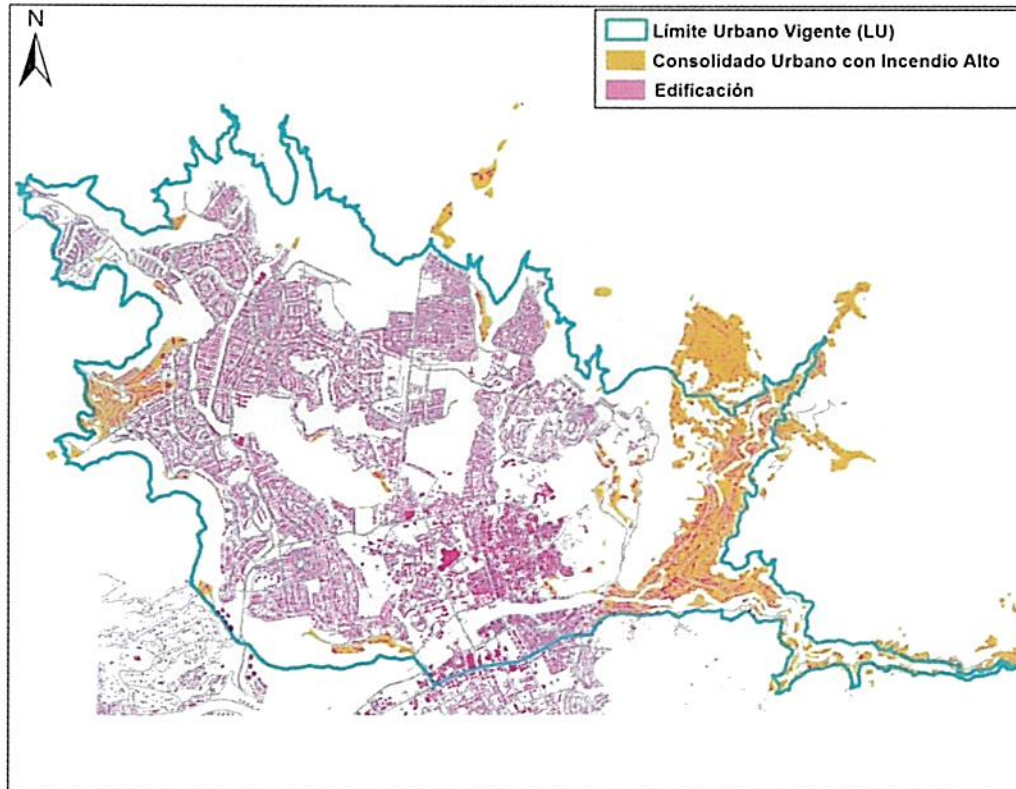 N
Límite Urbano Vigente (LU)
Consolidado Urbano con Incendio Alto
Edificación